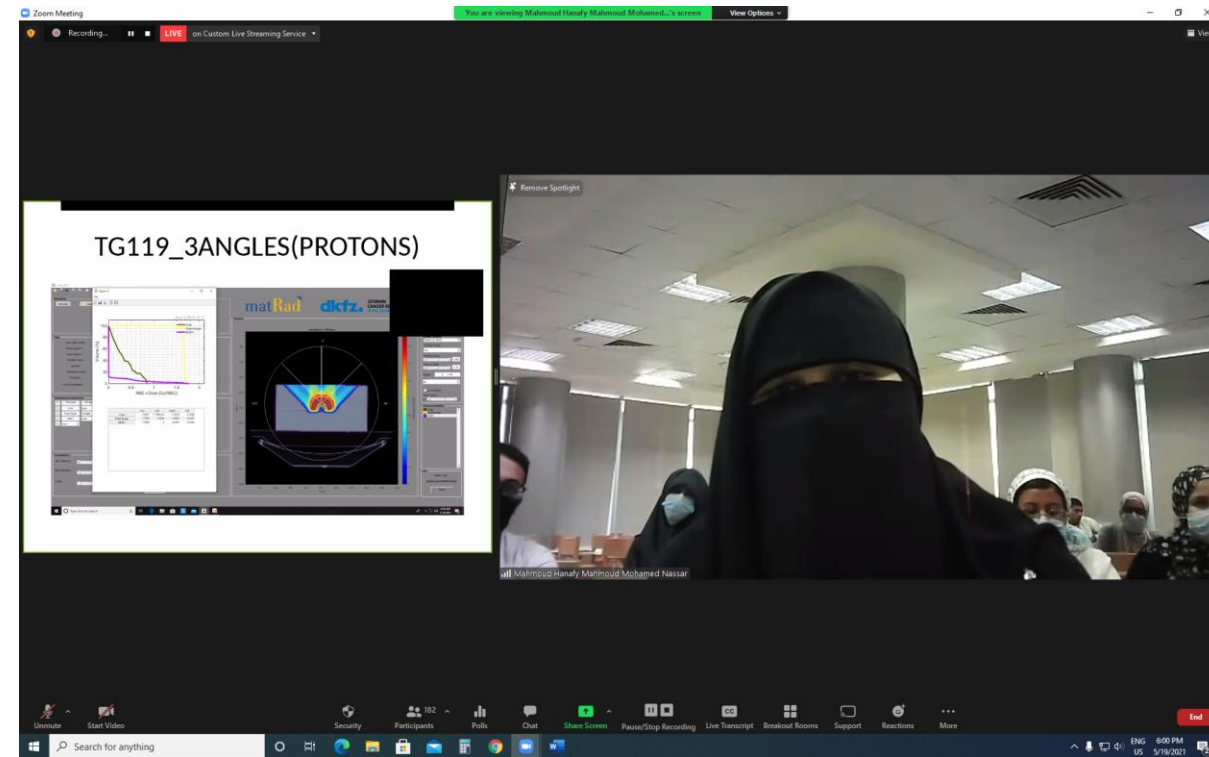 Zoom Meeting
You are viewing Mahmoud Hanafy Mahmoud Mohamed...'s screen
View Options
Recording...
LIVE
on Custom Live Streaming Service
View
Remove Spotlight
TG119_3ANGLES(PROTONS)
matRad
dkfz.
Mahmoud Hanafy Mahmoud Mohamed Nassar
Unmute
Start Video
Security
Participants
182
Polls
Chat
Share Screen
Pause/Stop Recording
CC
Live Transcript
Breakout Rooms
Support
Reactions
More
End
Search for anything
ENG
US
6:00 PM
5/19/2021